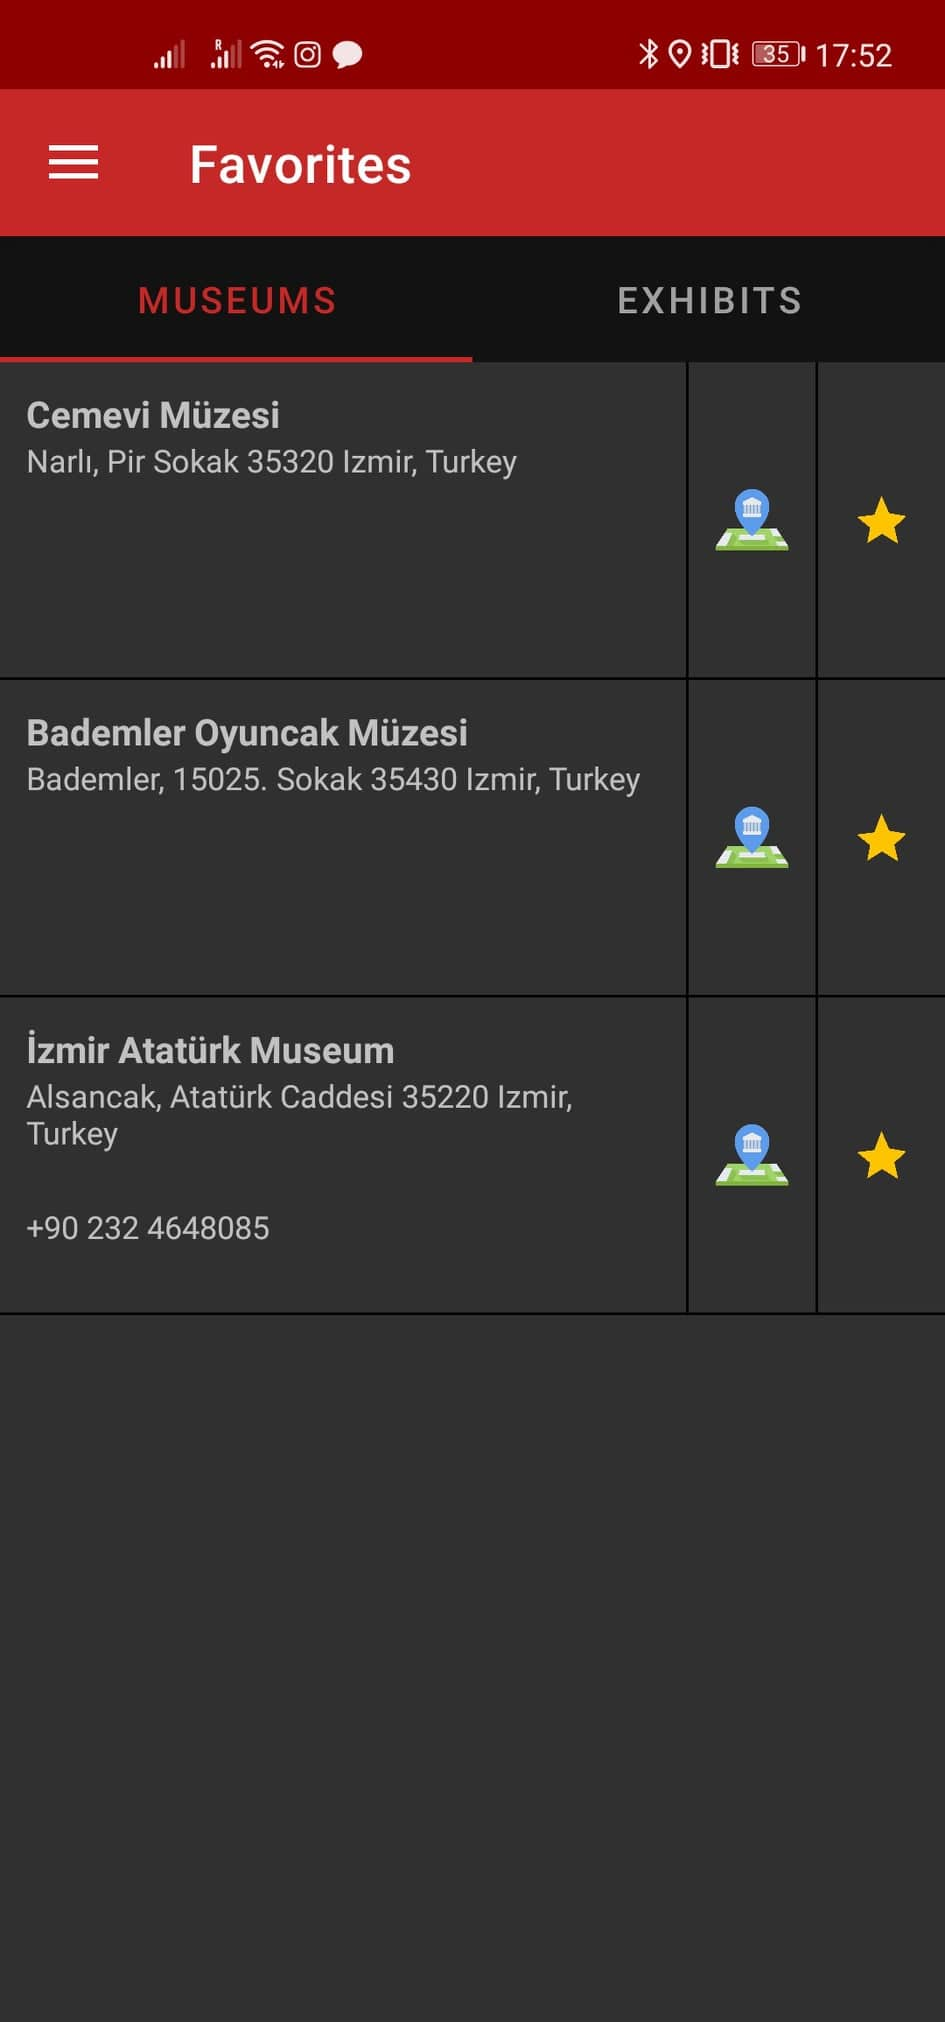 R 35 17:52
Favorites
MUSEUMS EXHIBITS
Cemevi Müzesi
Narlı, Pir Sokak 35320 Izmir, Turkey
Bademler Oyuncak Müzesi
Bademler, 15025. Sokak 35430 Izmir, Turkey
İzmir Atatürk Museum
Alsancak, Atatürk Caddesi 35220 Izmir,
Turkey
+90 232 4648085